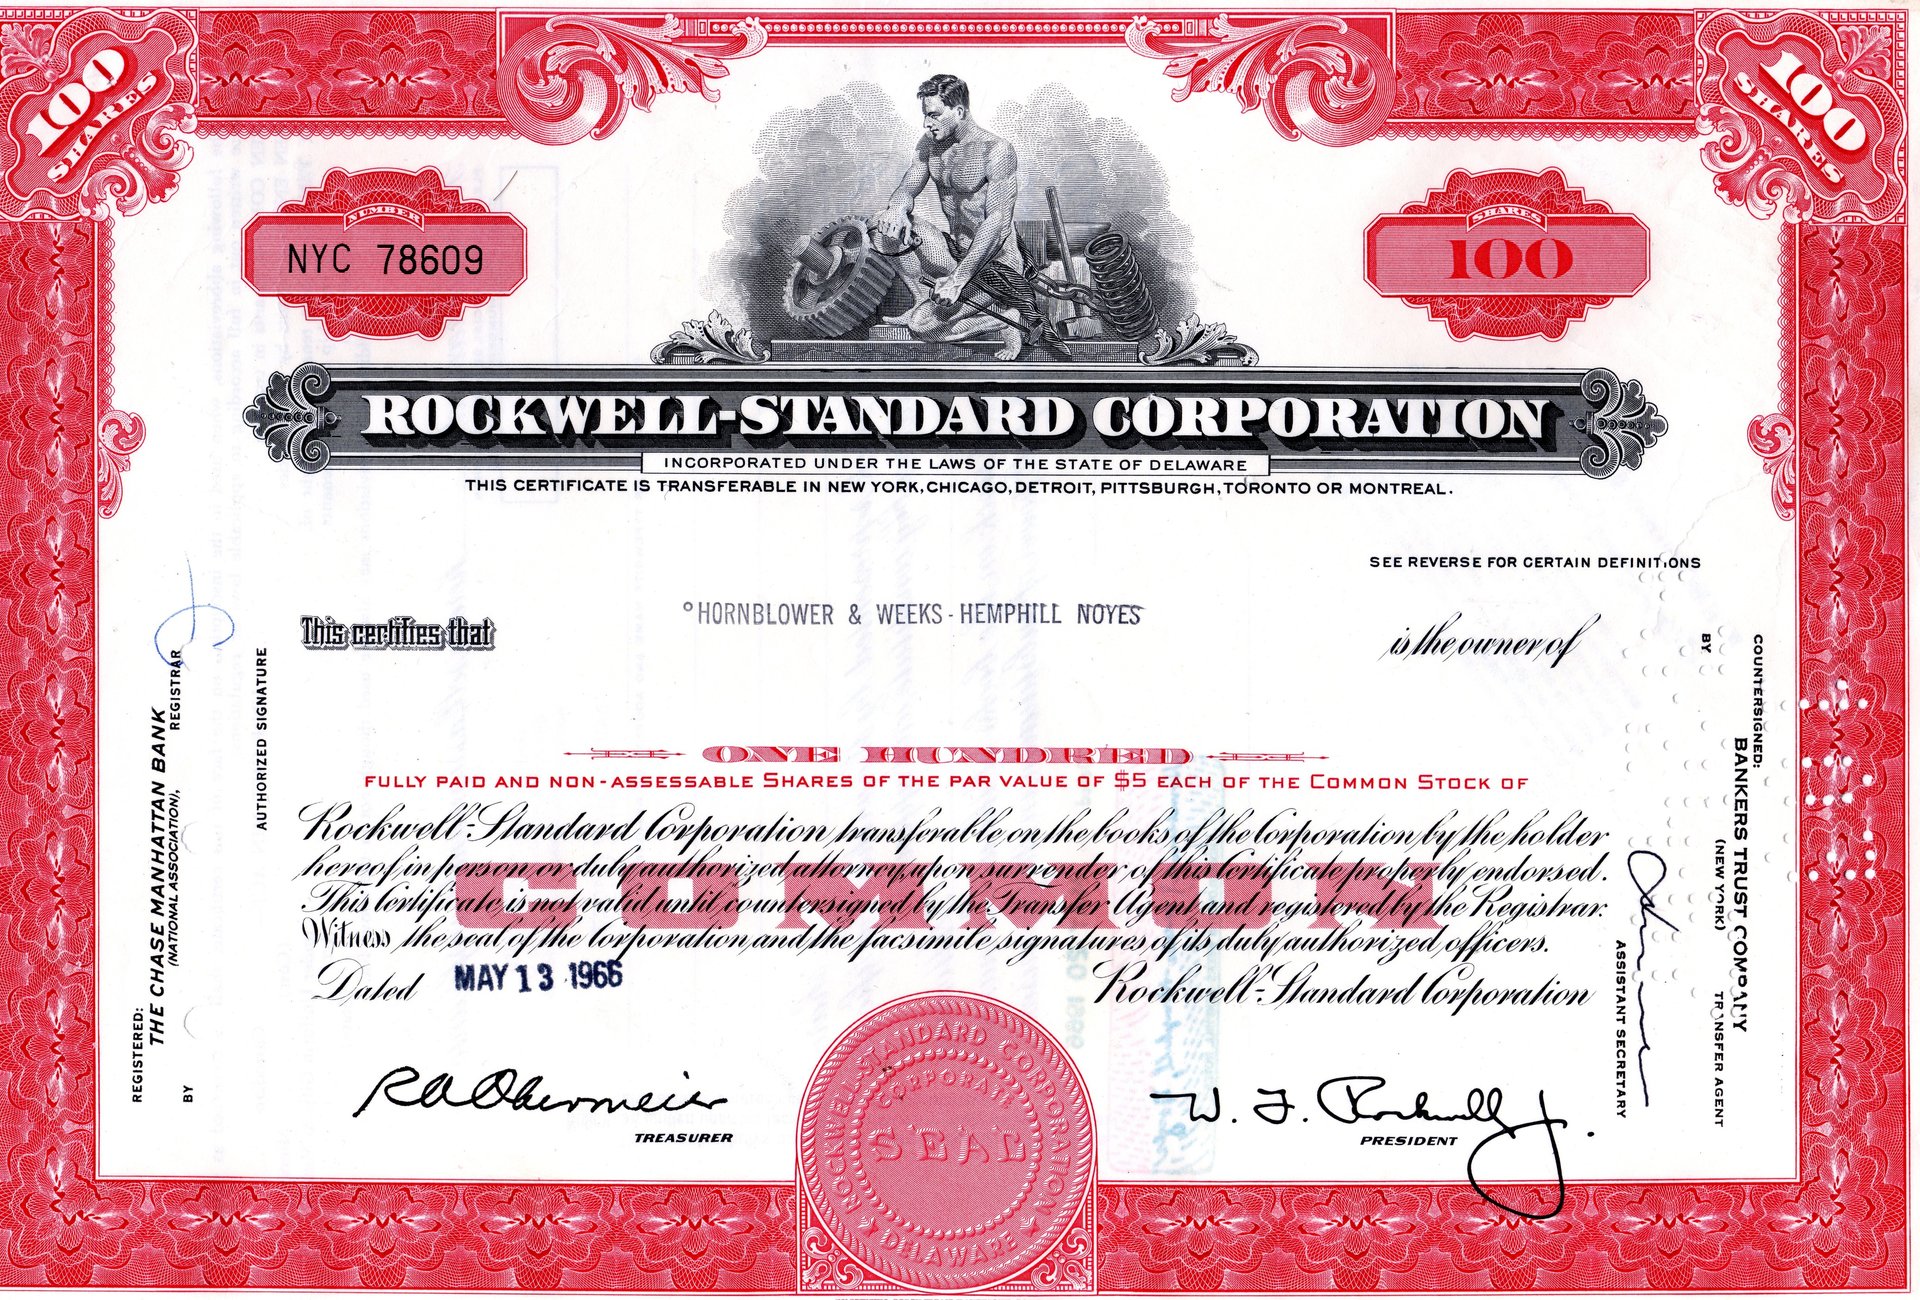 100 SHARES
100 SHARES
NUMBER
NYC 78609
SHARES
100
ROCKWELL-STANDARD CORPORATION
INCORPORATED UNDER THE LAWS OF THE STATE OF DELAWARE
THIS CERTIFICATE IS TRANSFERABLE IN NEW YORK, CHICAGO, DETROIT, PITTSBURGH, TORONTO OR MONTREAL.
SEE REVERSE FOR CERTAIN DEFINITIONS
This certifies that
HORNBLOWER & WEEKS-HEMPHILL NOYES
is the owner of
ONE HUNDRED
FULLY PAID AND NON-ASSESSABLE SHARES OF THE PAR VALUE OF $5 EACH OF THE COMMON STOCK OF
Rockwell-Standard Corporation transferable on the books of the Corporation by the holder
hereof in person or duly authorized attorney, upon surrender of this Certificate properly endorsed.
This Certificate is not valid until countersigned by the Transfer Agent and registered by the Registrar.
Witness the seal of the Corporation and the facsimile signatures of its duly authorized officers.
COMMON
Dated MAY 13 1966
Rockwell-Standard Corporation
R A Obermeier
TREASURER
ROCKWELL-STANDARD CORPORATION
CORPORATE
SEAL
DELAWARE
W. F. Rockwell Jr.
PRESIDENT
REGISTERED:
THE CHASE MANHATTAN BANK
(NATIONAL ASSOCIATION),
REGISTRAR
BY
AUTHORIZED SIGNATURE
COUNTERSIGNED:
BANKERS TRUST COMPANY
(NEW YORK)
TRANSFER AGENT
BY
ASSISTANT SECRETARY